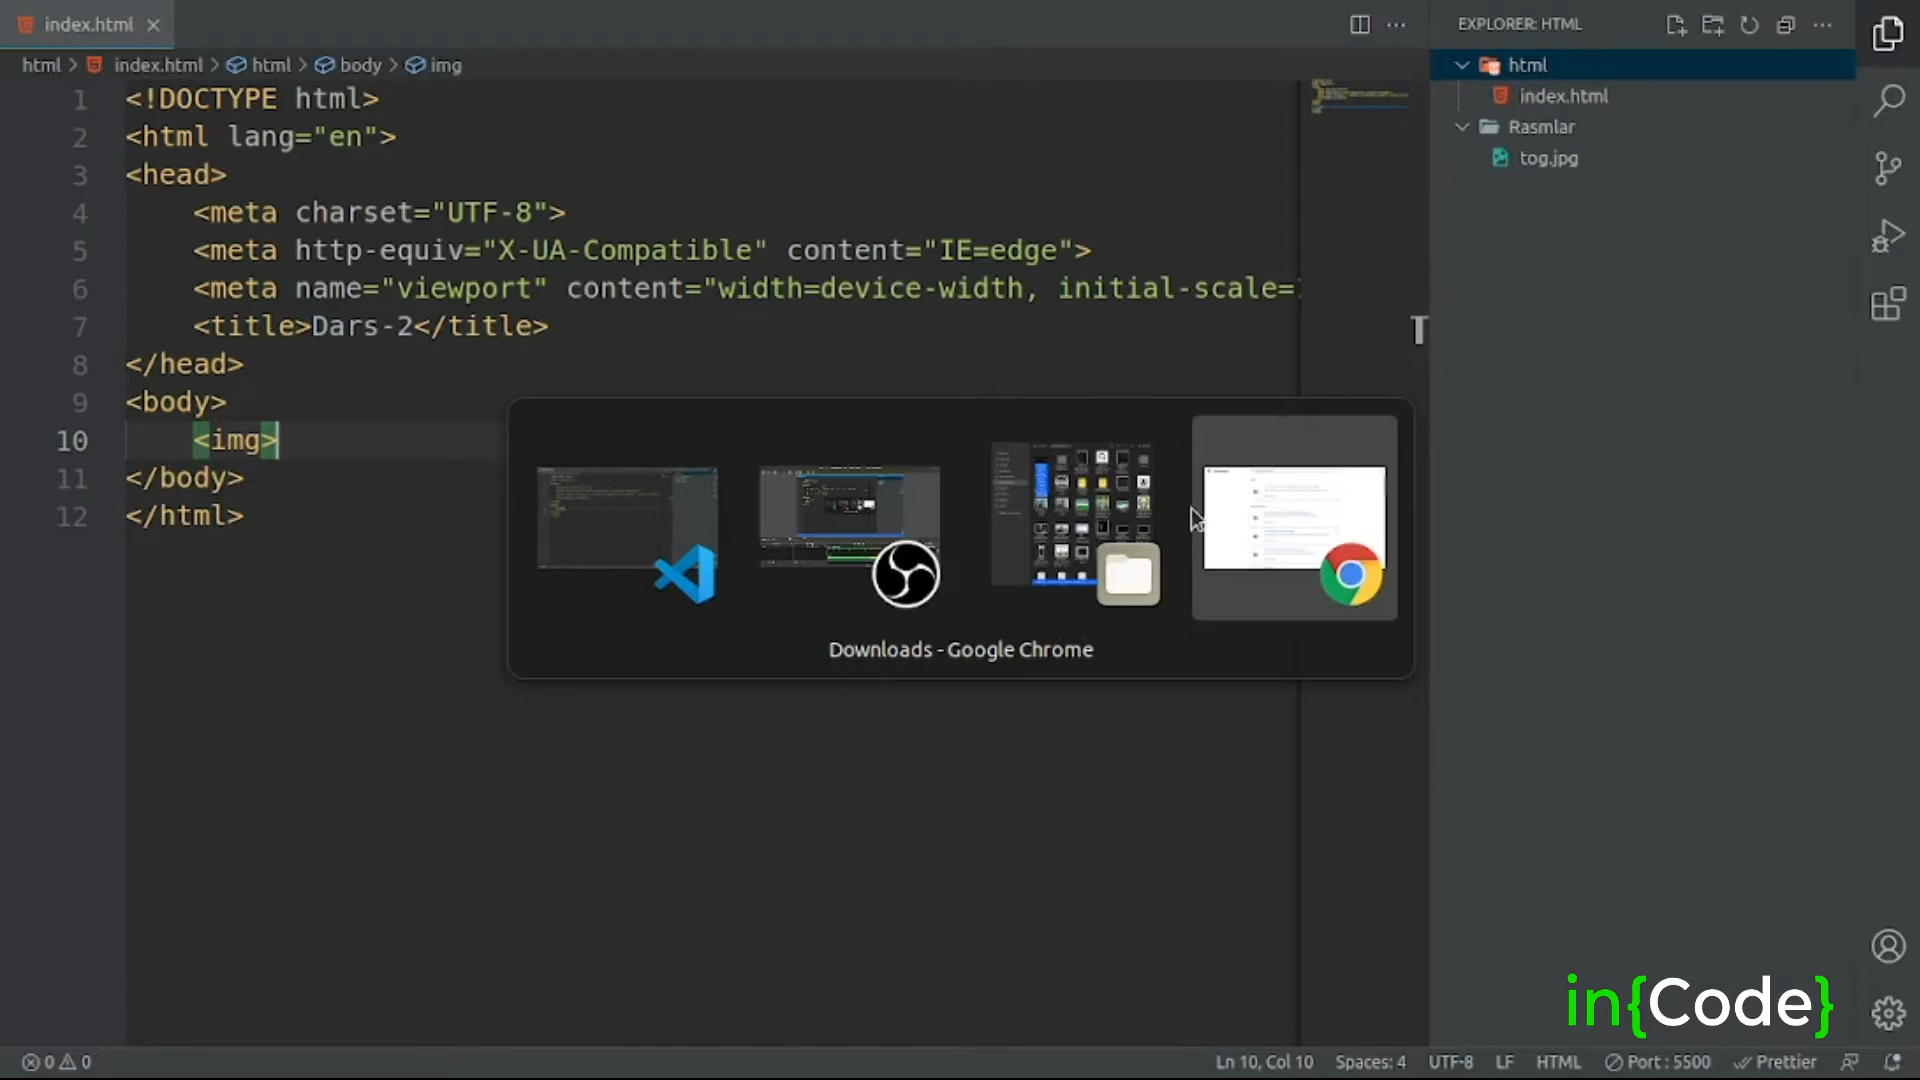 index.html
EXPLORER: HTML
html > index.html > html > body > img
html
index.html
Rasmlar
tog.jpg
1 <!DOCTYPE html>
2 <html lang="en">
3 <head>
4 <meta charset="UTF-8">
5 <meta http-equiv="X-UA-Compatible" content="IE=edge">
6 <meta name="viewport" content="width=device-width, initial-scale=
7 <title>Dars-2</title>
8 </head>
9 <body>
10 <img>
11 </body>
12 </html>
T
Downloads - Google Chrome
in{Code}
0 0
Ln 10, Col 10
Spaces: 4
UTF-8
LF
HTML
Port : 5500
Prettier